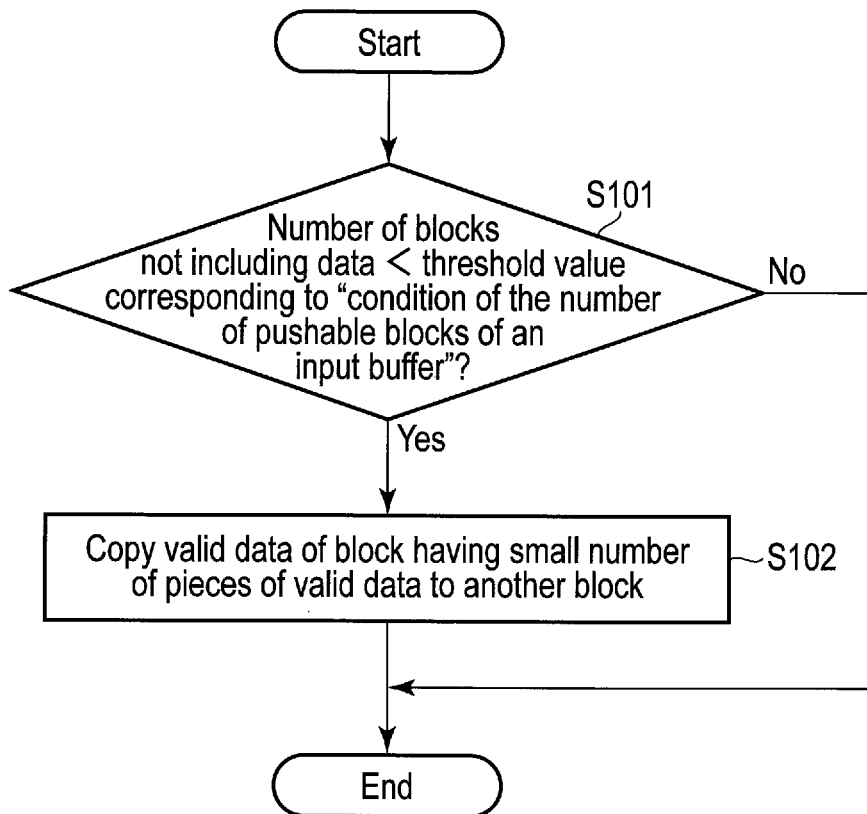 Start
S101
Number of blocks
not including data < threshold value
corresponding to “condition of the number
of pushable blocks of an
input buffer”?
No
Yes
Copy valid data of block having small number
of pieces of valid data to another block
S102
End